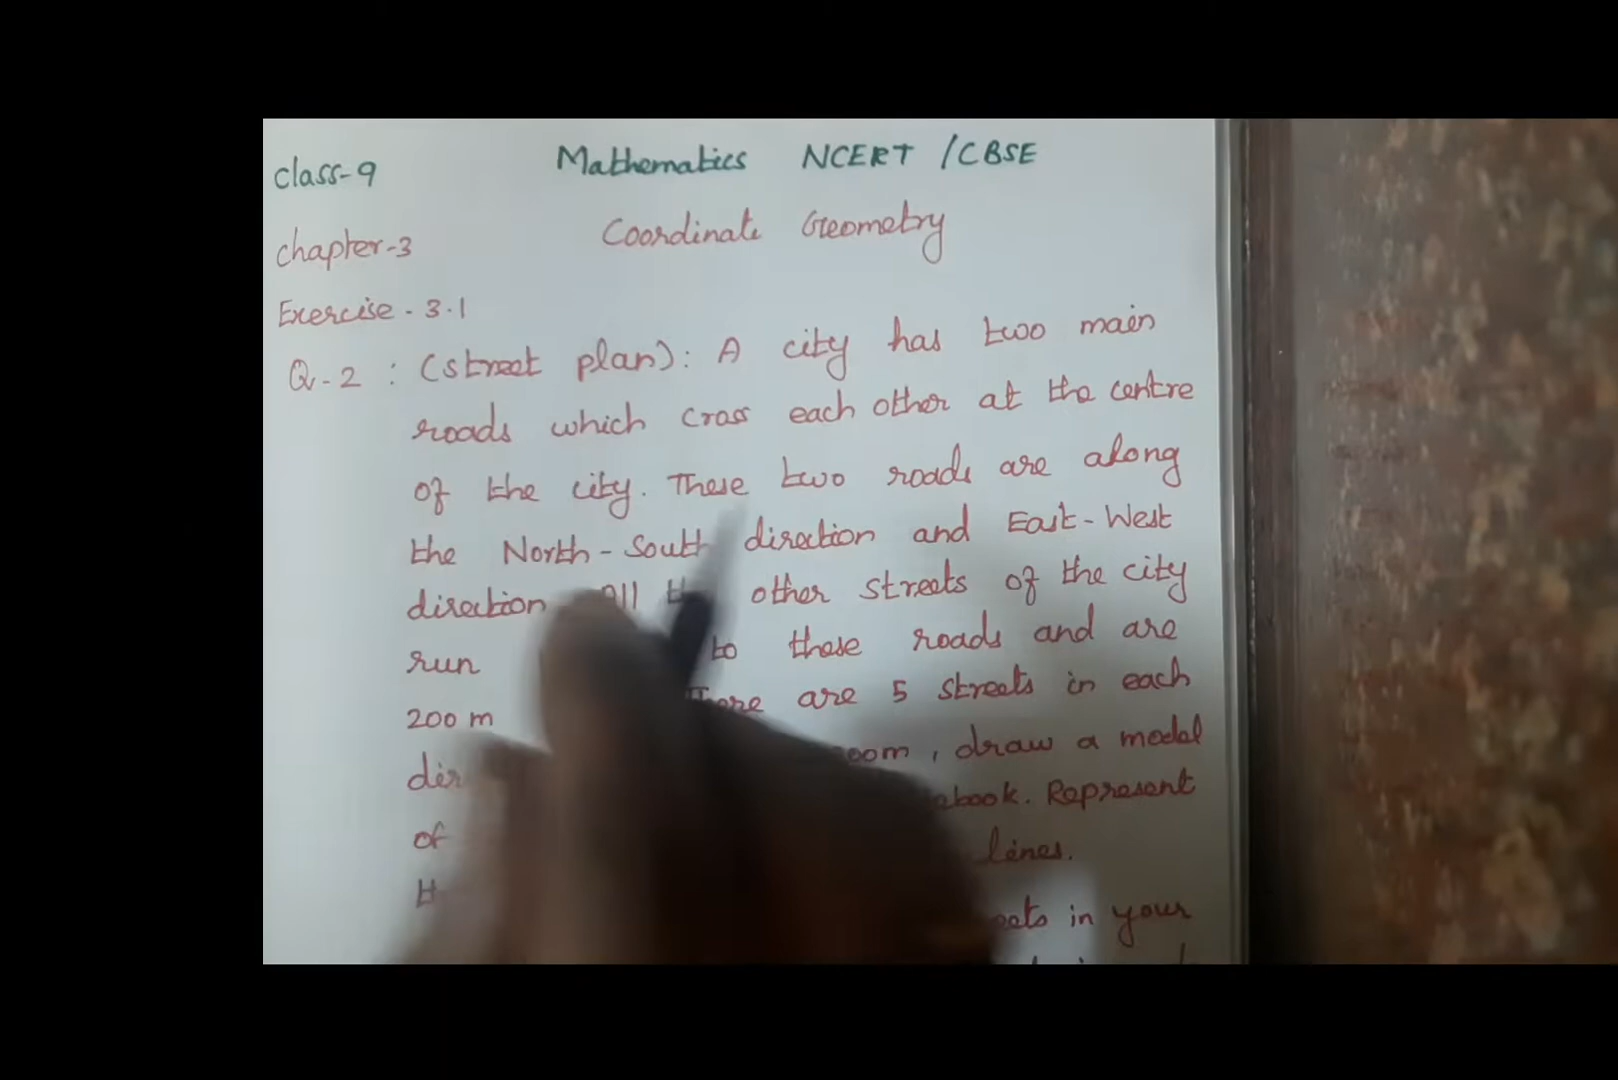 class-9 Mathematics NCERT /CBSE
chapter-3 Coordinate Geometry
Exercise - 3.1
Q-2 : (street plan): A city has two main
roads which cross each other at the centre
of the city. These two roads are along
the North-South direction and East-West
direction All the other streets of the city
run to these roads and are
200 m There are 5 streets in each
draw a model
of Represent
lines.
in your